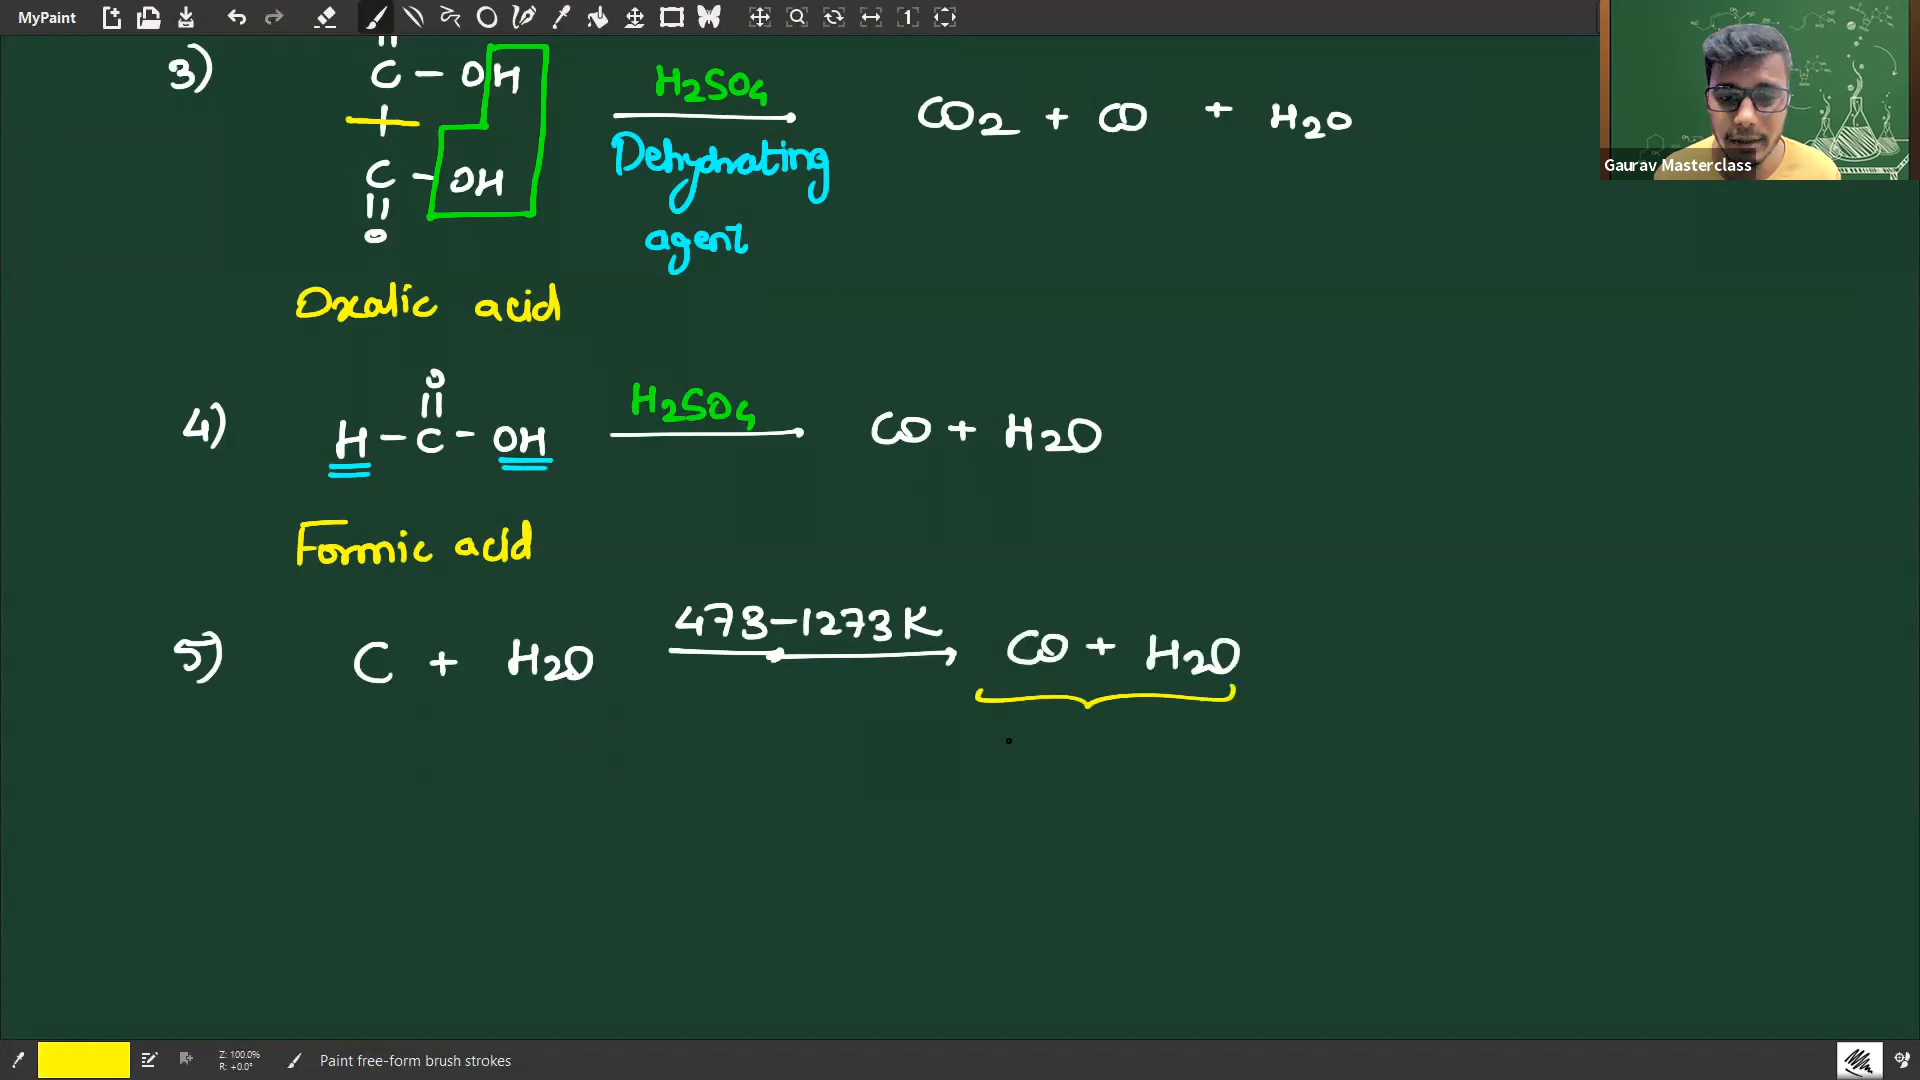 MyPaint
Gaurav Masterclass
3)
C - OH
H2SO4
CO2 + CO + H2O
Dehydrating
agent
C - OH
O
Oxalic acid
O
4)
H - C - OH
H2SO4
CO + H2O
Formic acid
5)
C + H2O
473-1273K
CO + H2O
Z: 100.0%
R: +0.0°
Paint free-form brush strokes